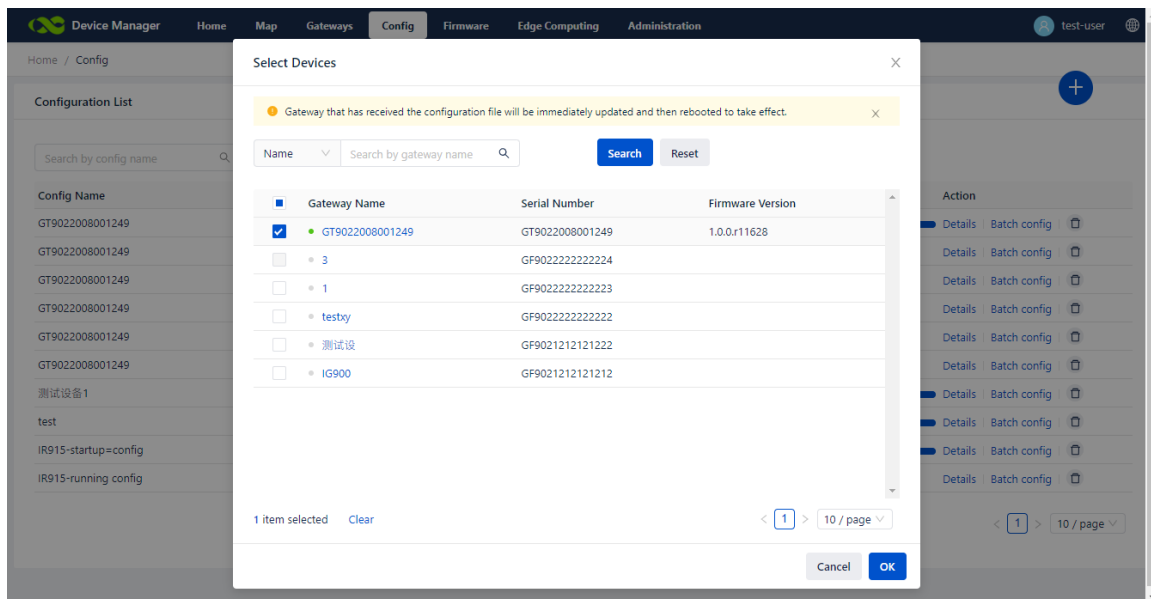 Device Manager Home Map Gateways Config Firmware Edge Computing Administration test-user
Home / Config
Configuration List
Search by config name
Config Name
GT9022008001249
GT9022008001249
GT9022008001249
GT9022008001249
GT9022008001249
GT9022008001249
测试设备1
test
IR915-startup=config
IR915-running config
Select Devices
Gateway that has received the configuration file will be immediately updated and then rebooted to take effect.
Name Search by gateway name Search Reset
Gateway Name Serial Number Firmware Version
GT9022008001249 GT9022008001249 1.0.0.r11628
3 GF9022222222224
1 GF9022222222223
testxy GF9022222222222
测试设 GF9021212121222
IG900 GF9021212121212
1 item selected Clear < 1 > 10 / page
Cancel OK
Action
Details Batch config
Details Batch config
Details Batch config
Details Batch config
Details Batch config
Details Batch config
Details Batch config
Details Batch config
Details Batch config
Details Batch config
< 1 > 10 / page